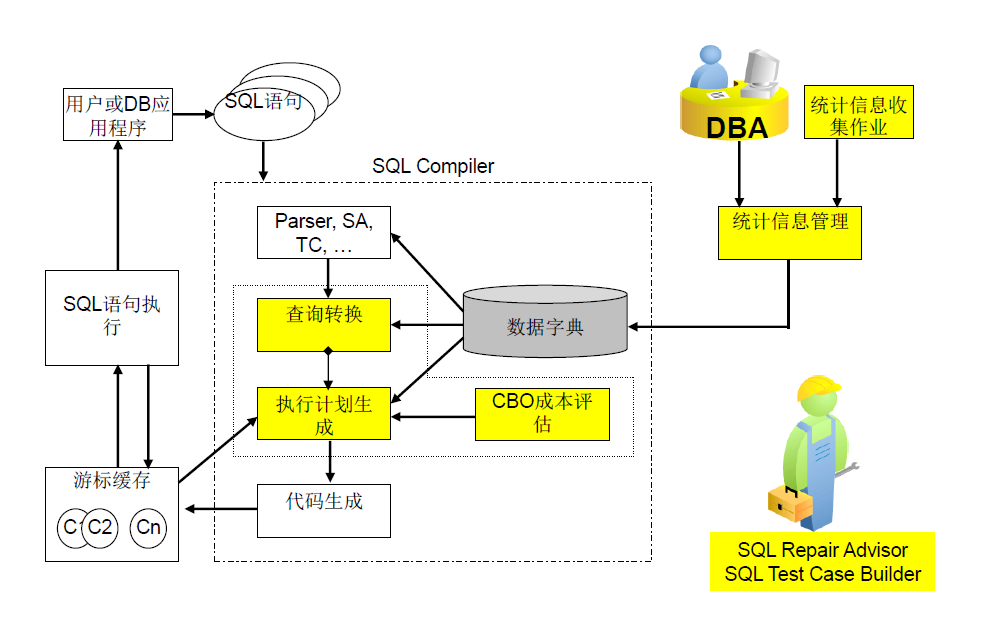 用户或DB应
用程序
SQL语句
DBA
统计信息收
集作业
SQL Compiler
Parser, SA,
TC, …
统计信息管理
SQL语句执
行
查询转换
数据字典
执行计划生
成
CBO成本评
估
游标缓存
C1
C2
Cn
代码生成
SQL Repair Advisor
SQL Test Case Builder